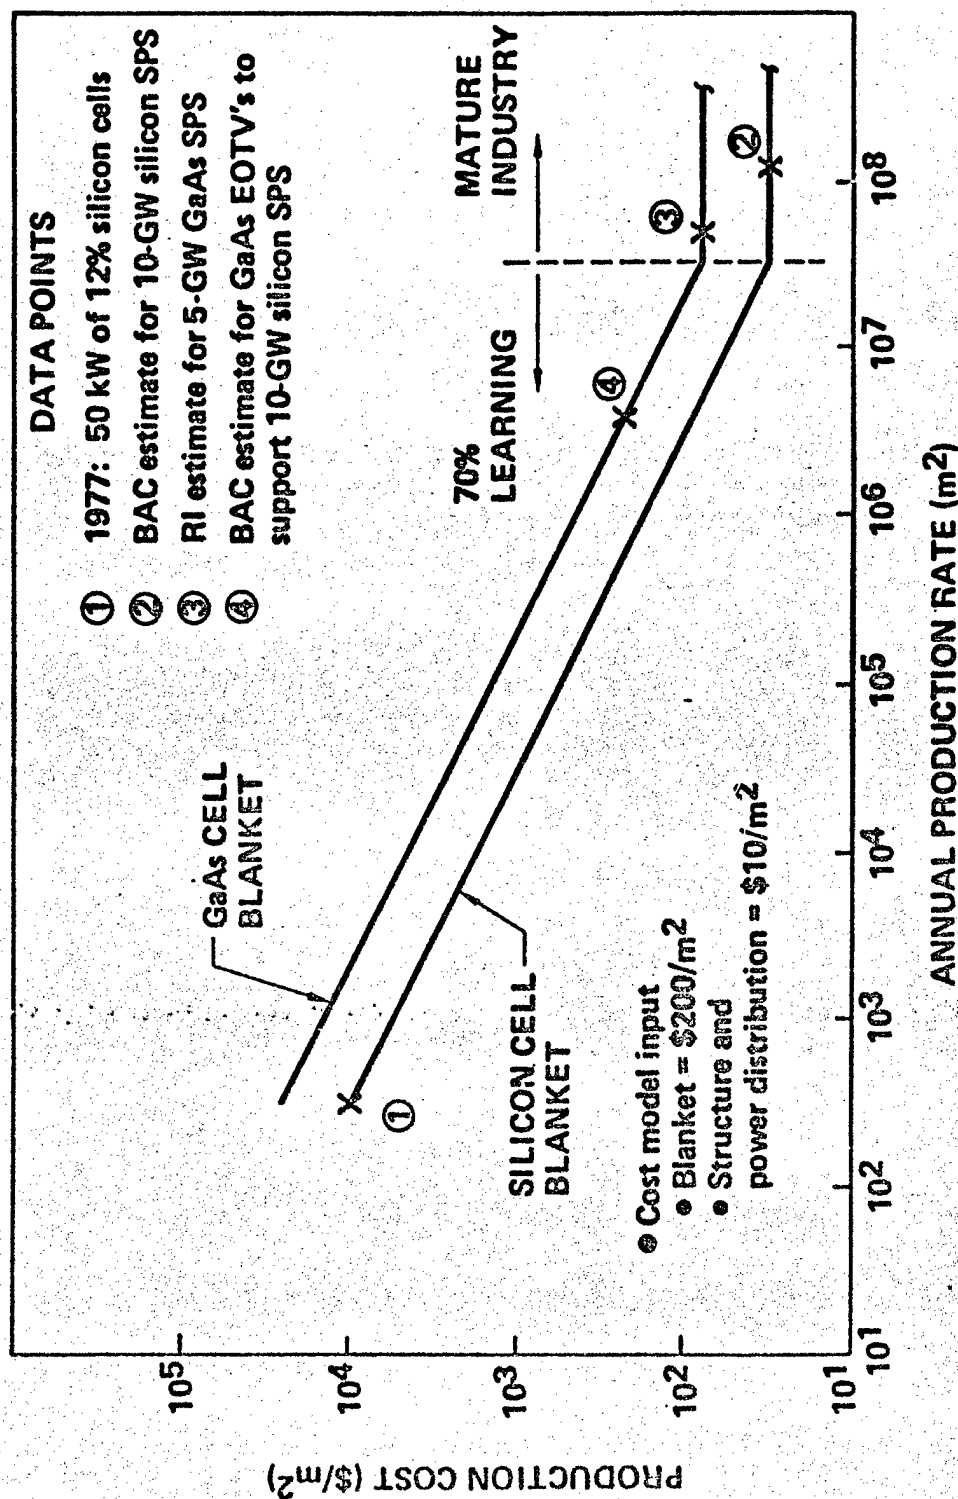 DATA POINTS
① 1977: 50 kW of 12% silicon cells
② BAC estimate for 10-GW silicon SPS
③ RI estimate for 5-GW GaAs SPS
④ BAC estimate for GaAs EOTV's to
support 10-GW silicon SPS
GaAs CELL
BLANKET
70%
LEARNING
MATURE
INDUSTRY
①
④
③
②
SILICON CELL
BLANKET
● Cost model input
● Blanket = $200/m²
● Structure and
power distribution = $10/m²
PRODUCTION COST ($/m²)
10⁵
10⁴
10³
10²
10¹
10¹
10²
10³
10⁴
10⁵
10⁶
10⁷
10⁸
ANNUAL PRODUCTION RATE (m²)